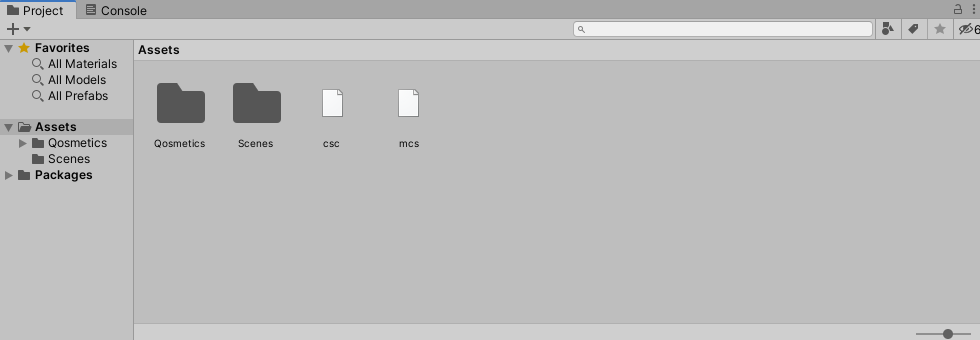 Project
Console
6
Favorites
All Materials
All Models
All Prefabs
Assets
Qosmetics
Scenes
Packages
Assets
Qosmetics
Scenes
csc
mcs